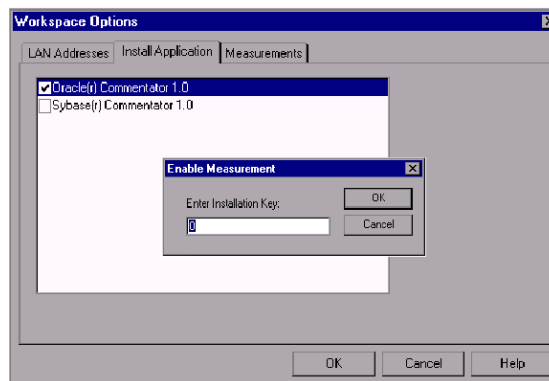 Workspace Options
LAN Addresses Install Application Measurements
Oracle(r) Commentator 1.0
Sybase(r) Commentator 1.0
Enable Measurement
Enter Installation Key:
OK
0
Cancel
OK Cancel Help